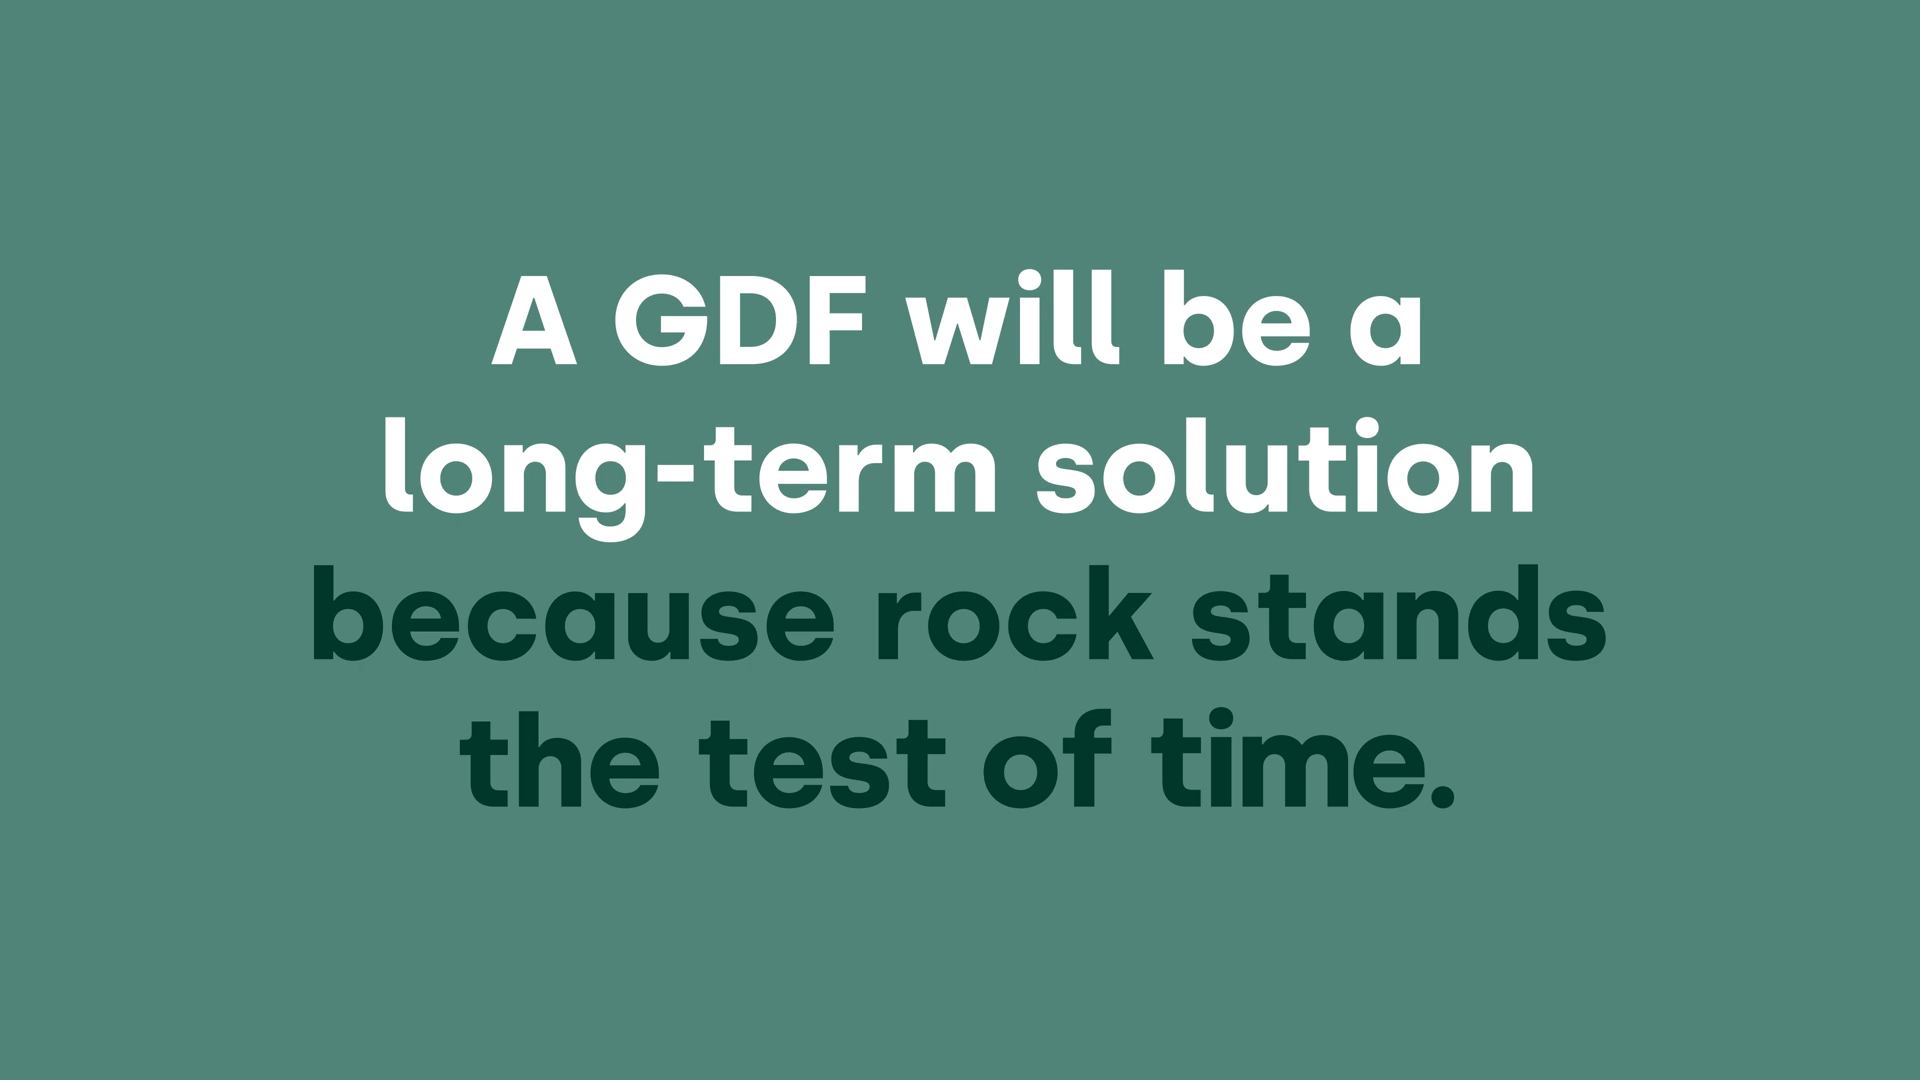 A GDF will be a
long-term solution
because rock stands
the test of time.